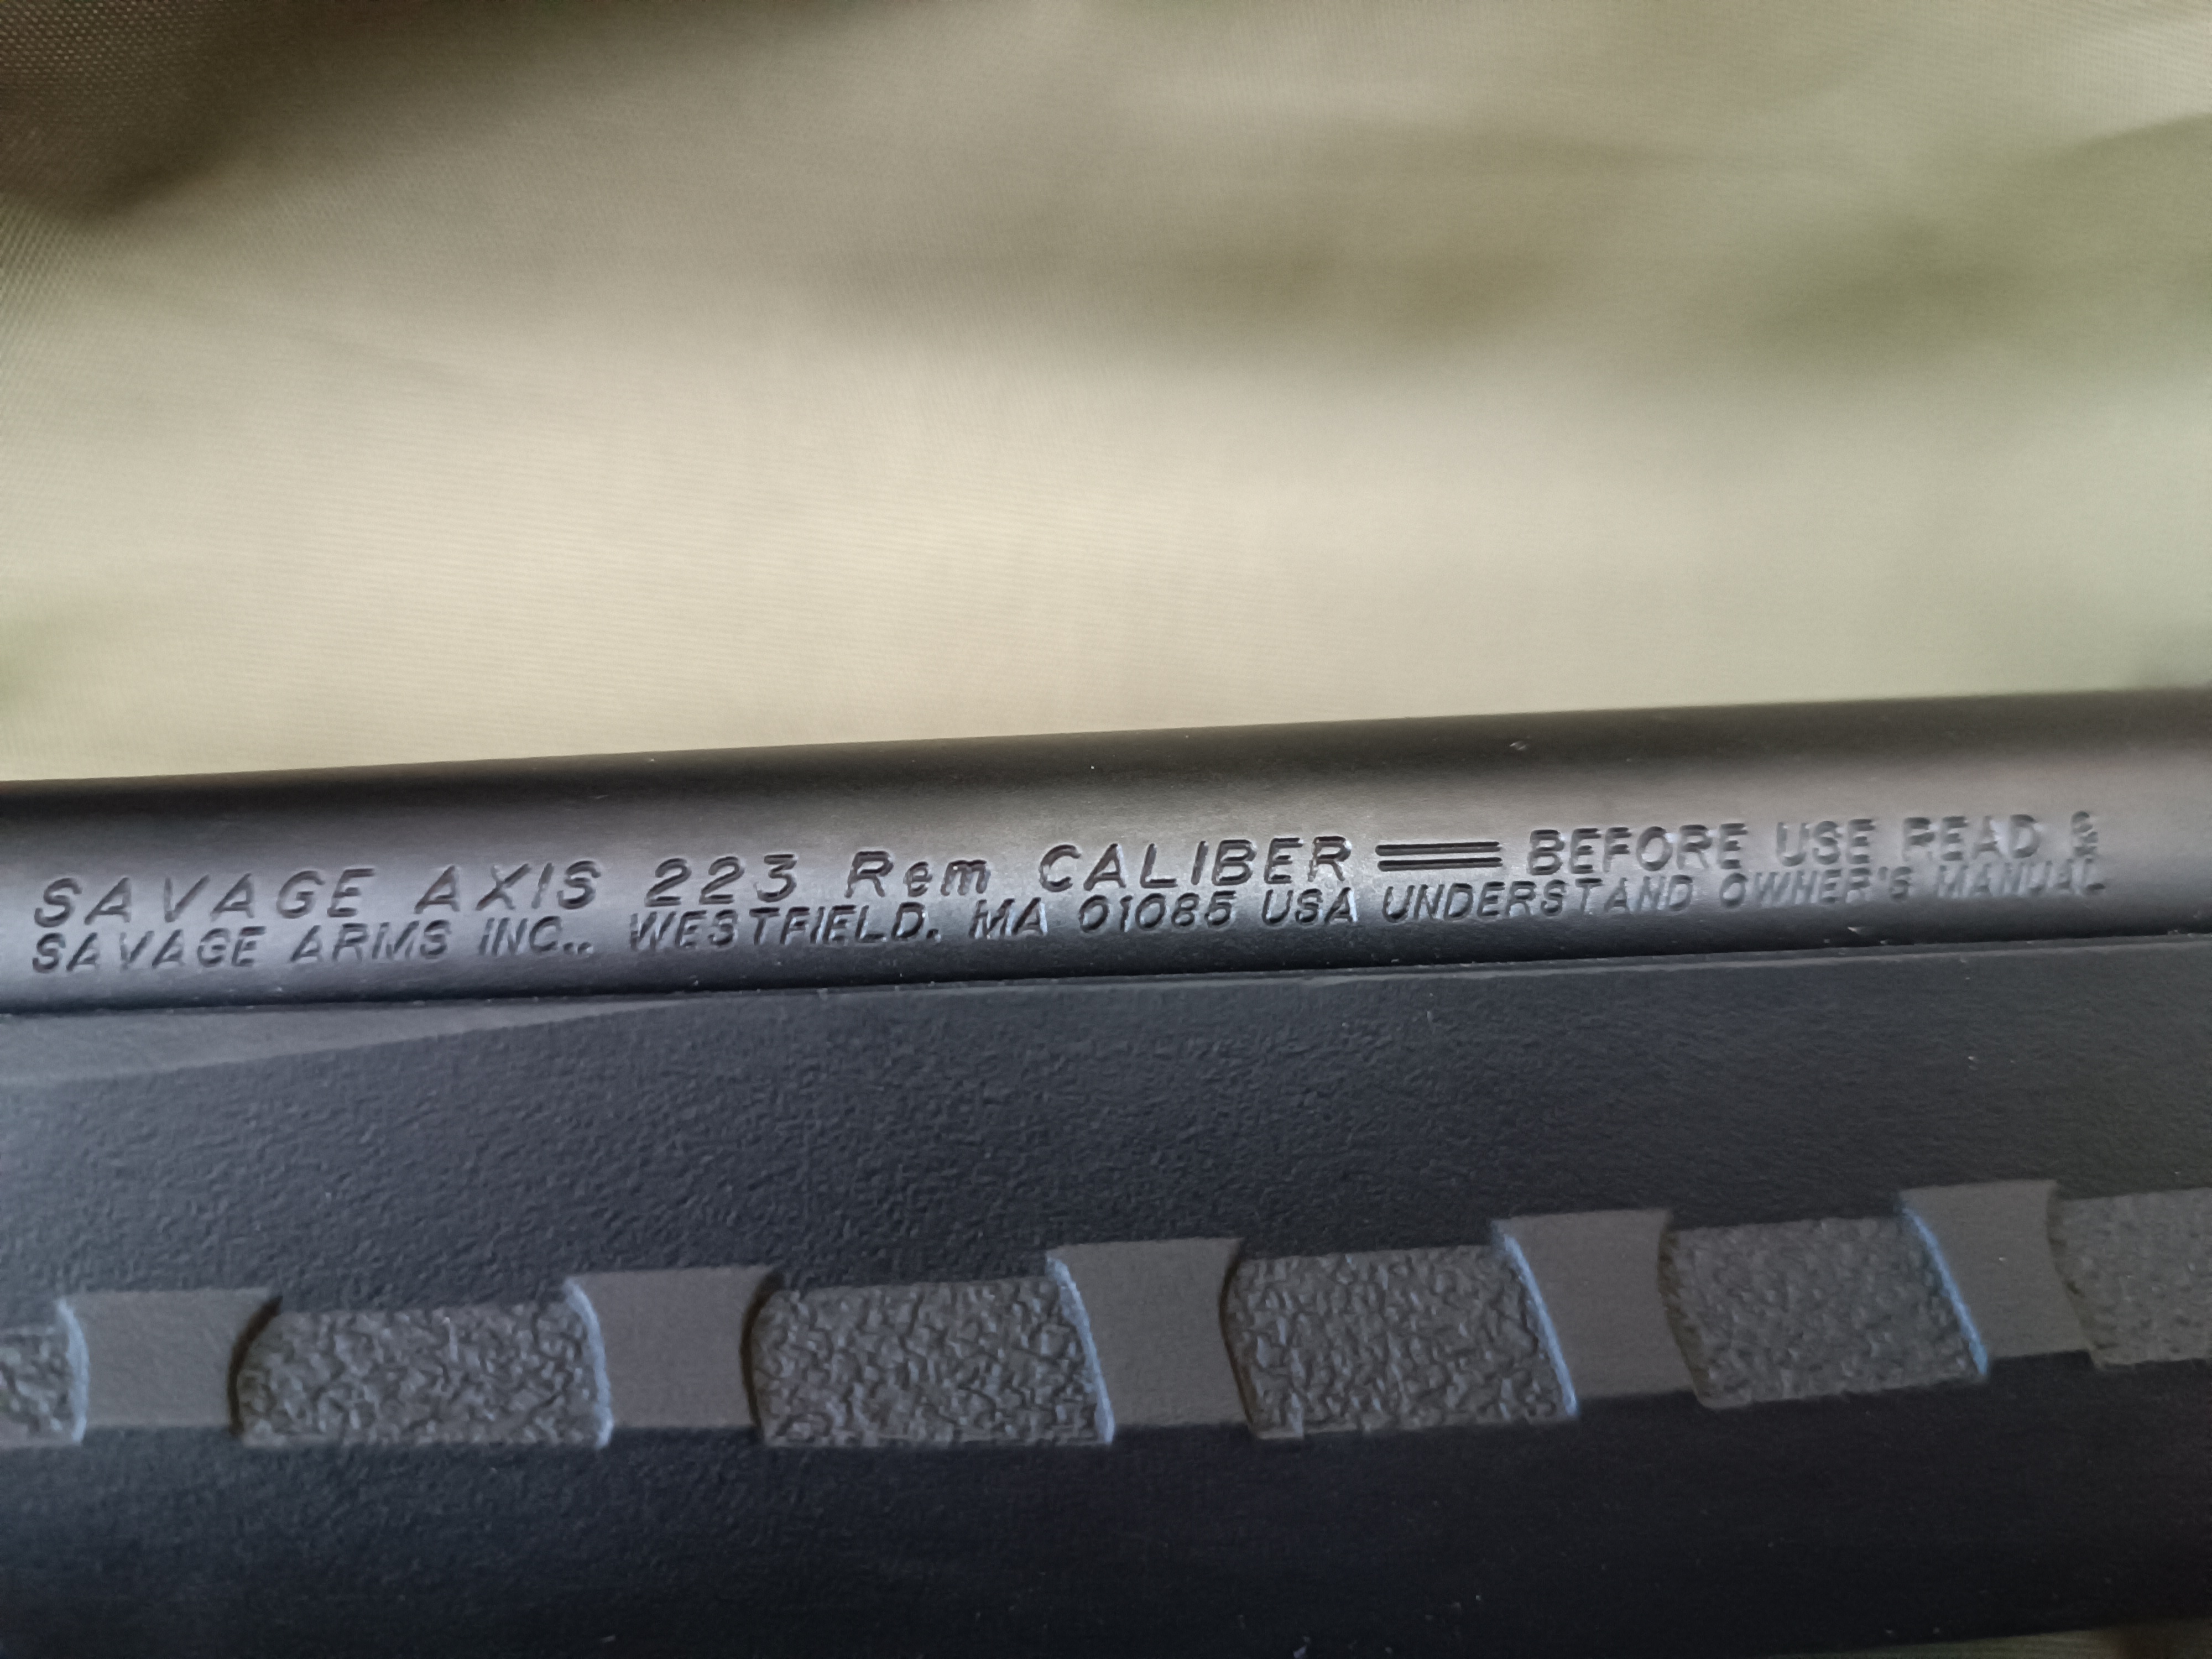 SAVAGE AXIS 223 Rem CALIBER BEFORE USE READ &
SAVAGE ARMS INC., WESTFIELD, MA 01085 USA UNDERSTAND OWNER'S MANUAL